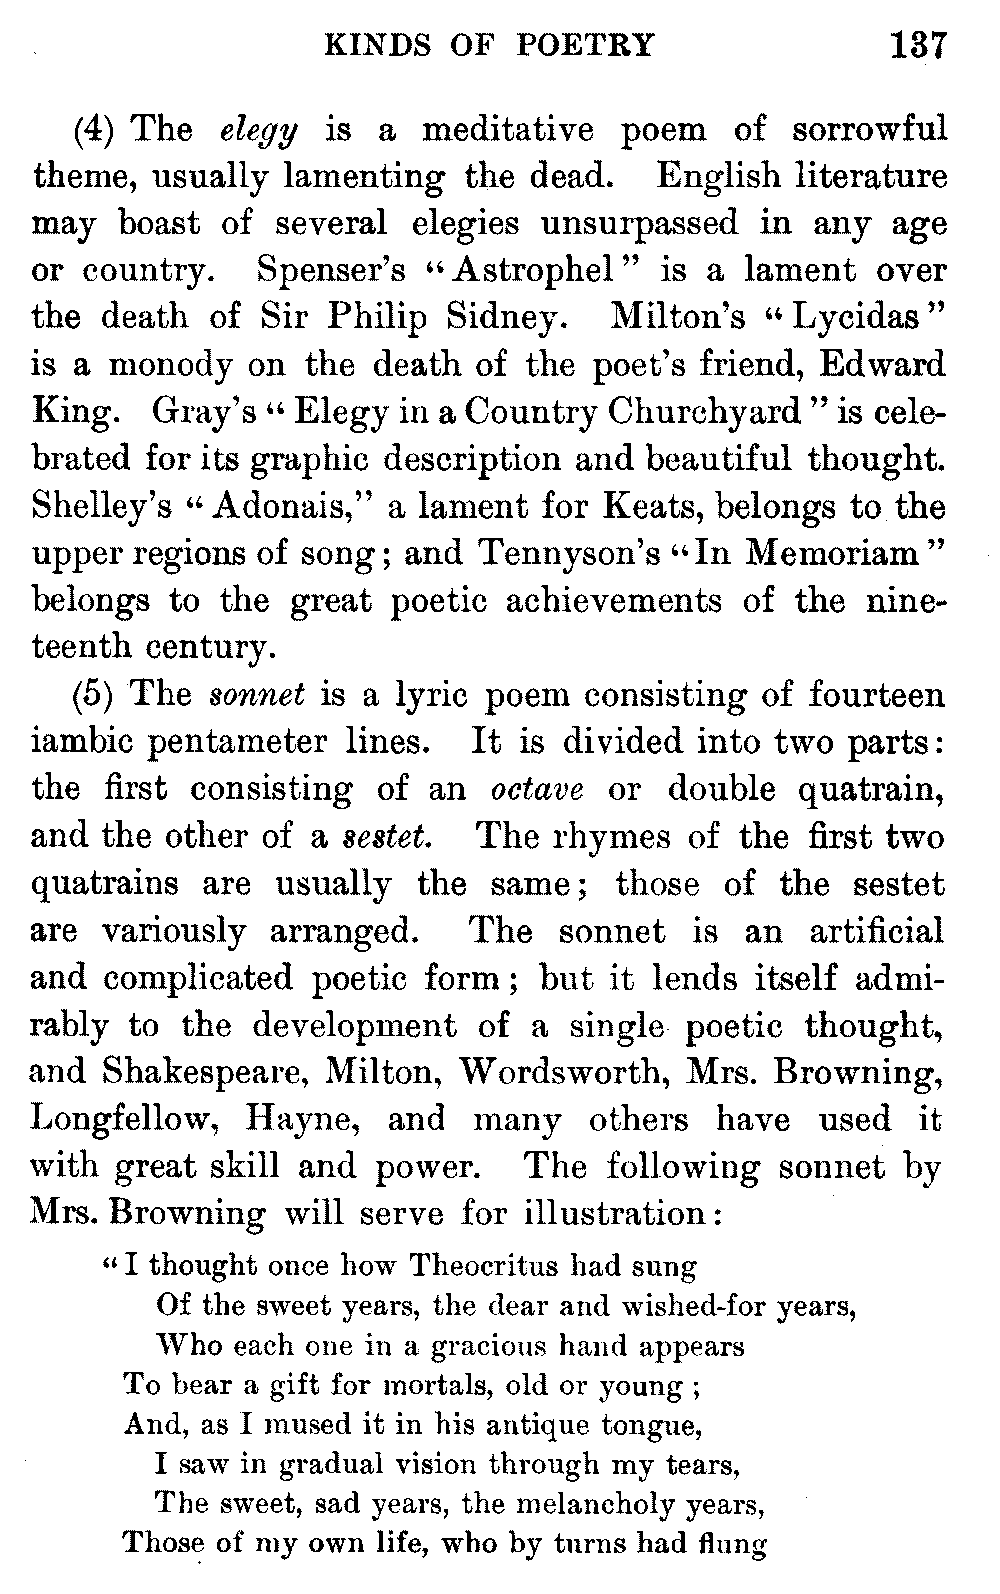 KINDS OF POETRY 137
(4) The elegy is a meditative poem of sorrowful
theme, usually lamenting the dead. English literature
may boast of several elegies unsurpassed in any age
or country. Spenser's “Astrophel” is a lament over
the death of Sir Philip Sidney. Milton's “Lycidas”
is a monody on the death of the poet's friend, Edward
King. Gray's “Elegy in a Country Churchyard” is cele-
brated for its graphic description and beautiful thought.
Shelley's “Adonais,” a lament for Keats, belongs to the
upper regions of song; and Tennyson's “In Memoriam”
belongs to the great poetic achievements of the nine-
teenth century.
(5) The sonnet is a lyric poem consisting of fourteen
iambic pentameter lines. It is divided into two parts:
the first consisting of an octave or double quatrain,
and the other of a sestet. The rhymes of the first two
quatrains are usually the same; those of the sestet
are variously arranged. The sonnet is an artificial
and complicated poetic form; but it lends itself admi-
rably to the development of a single poetic thought,
and Shakespeare, Milton, Wordsworth, Mrs. Browning,
Longfellow, Hayne, and many others have used it
with great skill and power. The following sonnet by
Mrs. Browning will serve for illustration:
“I thought once how Theocritus had sung
Of the sweet years, the dear and wished-for years,
Who each one in a gracious hand appears
To bear a gift for mortals, old or young;
And, as I mused it in his antique tongue,
I saw in gradual vision through my tears,
The sweet, sad years, the melancholy years,
Those of my own life, who by turns had flung